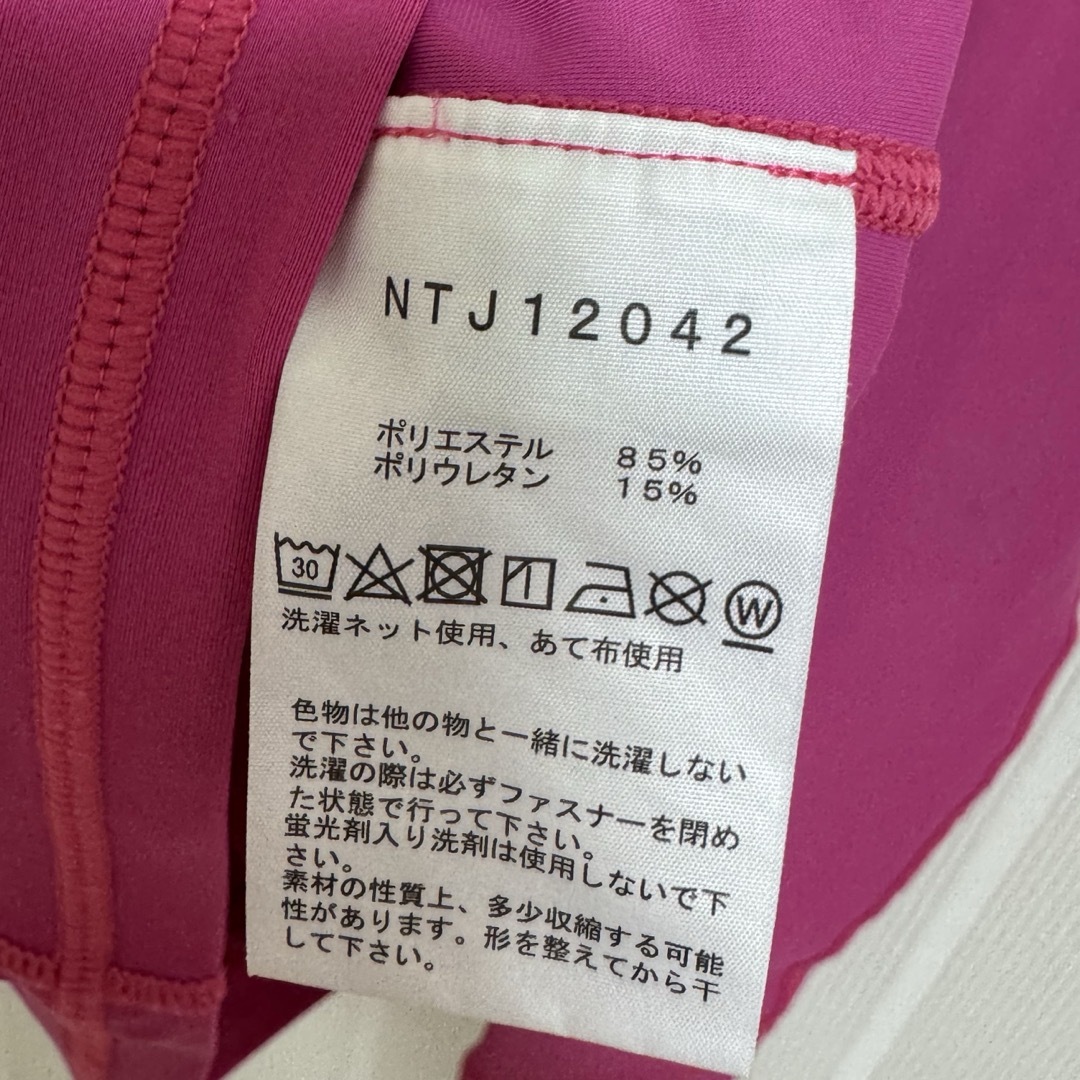 NTJ12042
ポリエステル 85%
ポリウレタン 15%
30 W
洗濯ネット使用、あて布使用
色物は他の物と一緒に洗濯しない
で下さい。
洗濯の際は必ずファスナーを閉め
た状態で行って下さい。
蛍光剤入り洗剤は使用しないで下
さい。
素材の性質上、多少収縮する可能
性があります。形を整えてから干
して下さい。